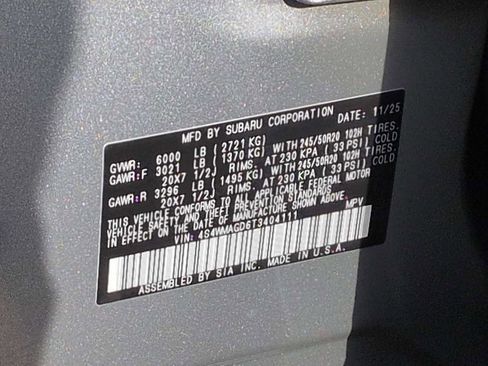 MFD BY SUBARU CORPORATION DATE: 11/25
GVWR: 6000 LB (2721 KG)
GAWR:F 3021 LB (1370 KG) WITH 245/50R20 102H TIRES.
20X7 1/2J RIMS, AT 230 KPA (33 PSI) COLD
GAWR:R 3296 LB (1495 KG) WITH 245/50R20 102H TIRES.
20X7 1/2J RIMS, AT 230 KPA (33 PSI) COLD
THIS VEHICLE CONFORMS TO ALL APPLICABLE FEDERAL MOTOR
VEHICLE SAFETY AND THEFT PREVENTION STANDARDS
IN EFFECT ON THE DATE OF MANUFACTURE SHOWN ABOVE.
VIN: 4S4WMAGD6T3404111 MPV
ASSEMBLED BY SIA INC. MADE IN U.S.A.